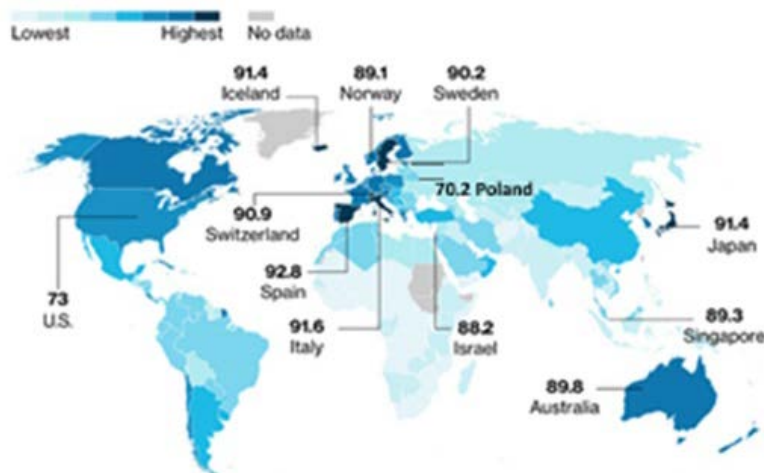 Lowest Highest No data
91.4
Iceland
89.1
Norway
90.2
Sweden
70.2 Poland
90.9
Switzerland
91.4
Japan
73
U.S.
92.8
Spain
91.6
Italy
88.2
Israel
89.3
Singapore
89.8
Australia